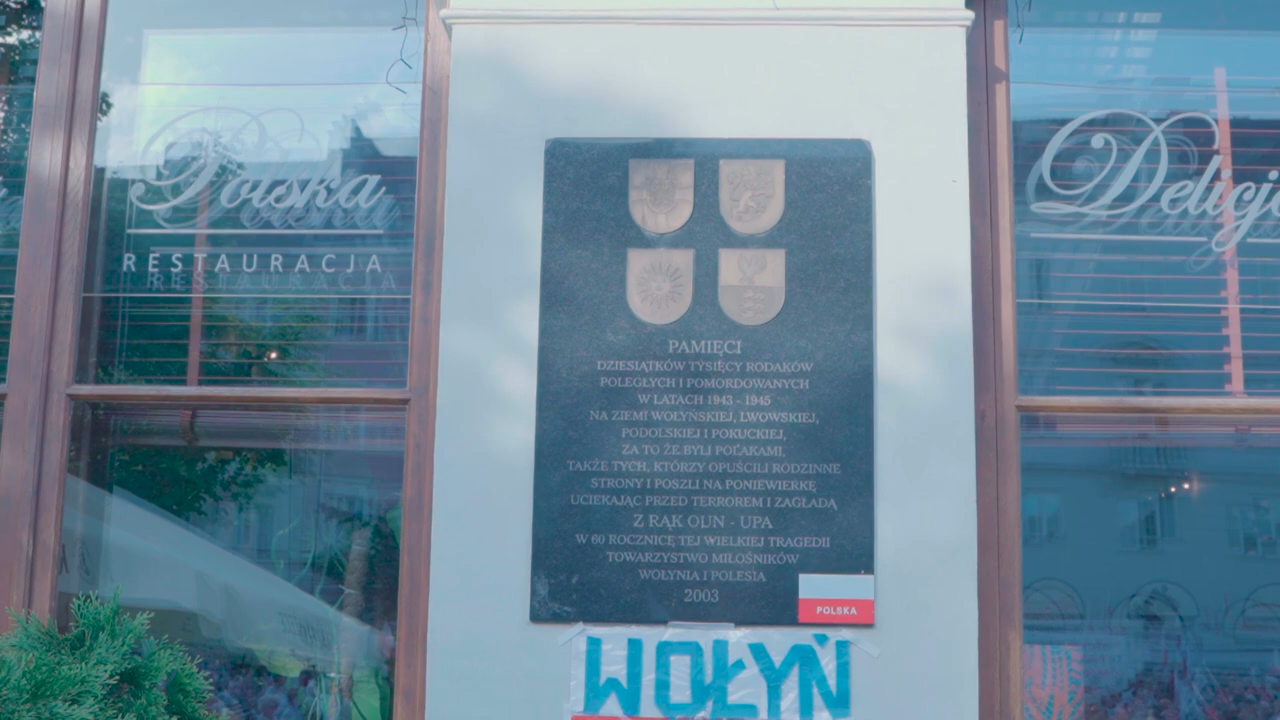 Polska
RESTAURACJA
Delicje
PAMIĘCI
DZIESIĄTKÓW TYSIĘCY RODAKÓW
POLEGŁYCH I POMORDOWANYCH
W LATACH 1943 - 1945
NA ZIEMI WOŁYŃSKIEJ, LWOWSKIEJ,
PODOLSKIEJ I POKUCKIEJ,
ZA TO ŻE BYLI POLAKAMI,
TAKŻE TYCH, KTÓRZY OPUŚCILI RODZINNE
STRONY I POSZLI NA PONIEWIERKĘ
UCIEKAJĄC PRZED TERROREM I ZAGŁADĄ
Z RĄK OUN - UPA
W 60 ROCZNICĘ TEJ WIELKIEJ TRAGEDII
TOWARZYSTWO MIŁOŚNIKÓW
WOŁYNIA I POLESIA
2003
POLSKA
WOŁYŃ